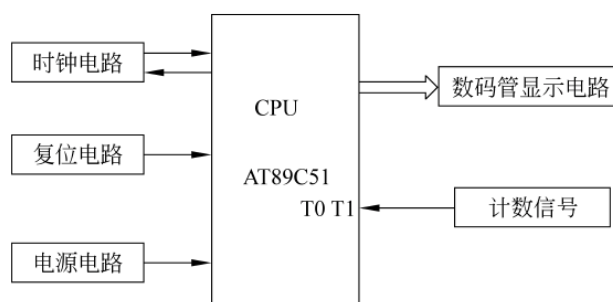 时钟电路
复位电路
电源电路
CPU
AT89C51
T0 T1
数码管显示电路
计数信号